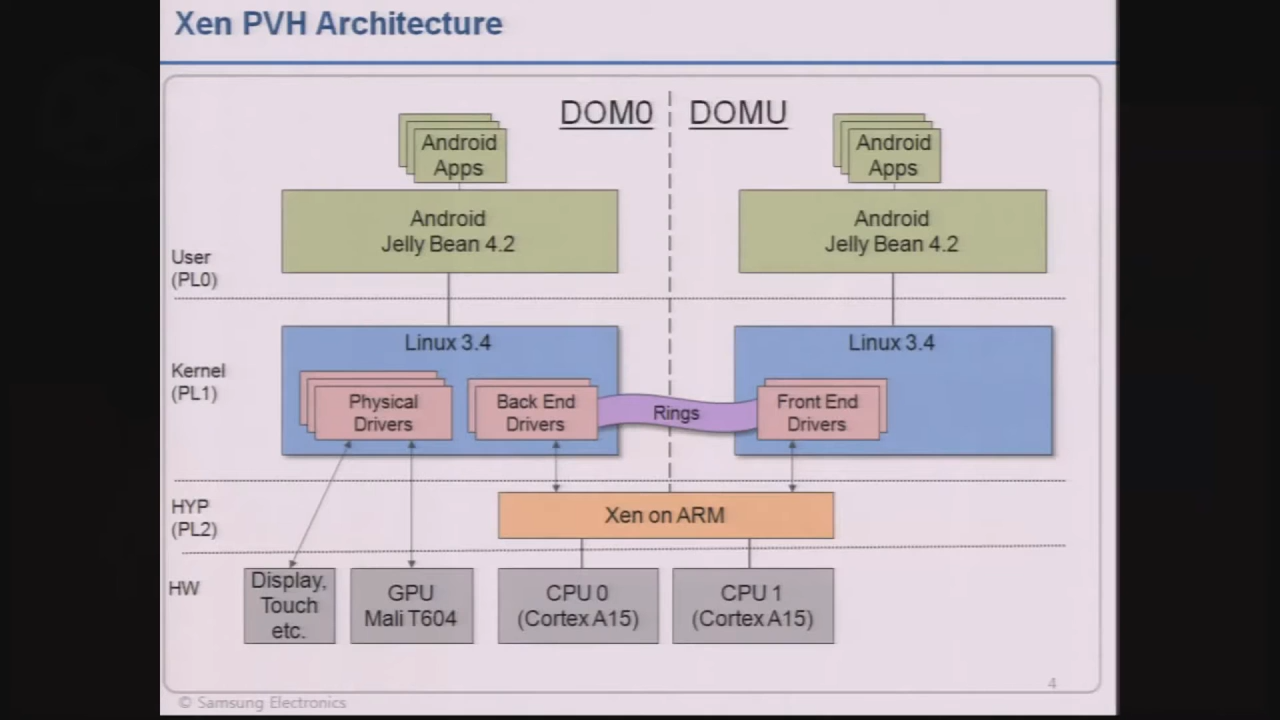 Xen PVH Architecture
DOM0
DOMU
Android
Apps
Android
Apps
Android
Jelly Bean 4.2
Android
Jelly Bean 4.2
User
(PL0)
Linux 3.4
Linux 3.4
Kernel
(PL1)
Physical
Drivers
Back End
Drivers
Rings
Front End
Drivers
HYP
(PL2)
Xen on ARM
HW
Display,
Touch
etc.
GPU
Mali T604
CPU 0
(Cortex A15)
CPU 1
(Cortex A15)
4
© Samsung Electronics